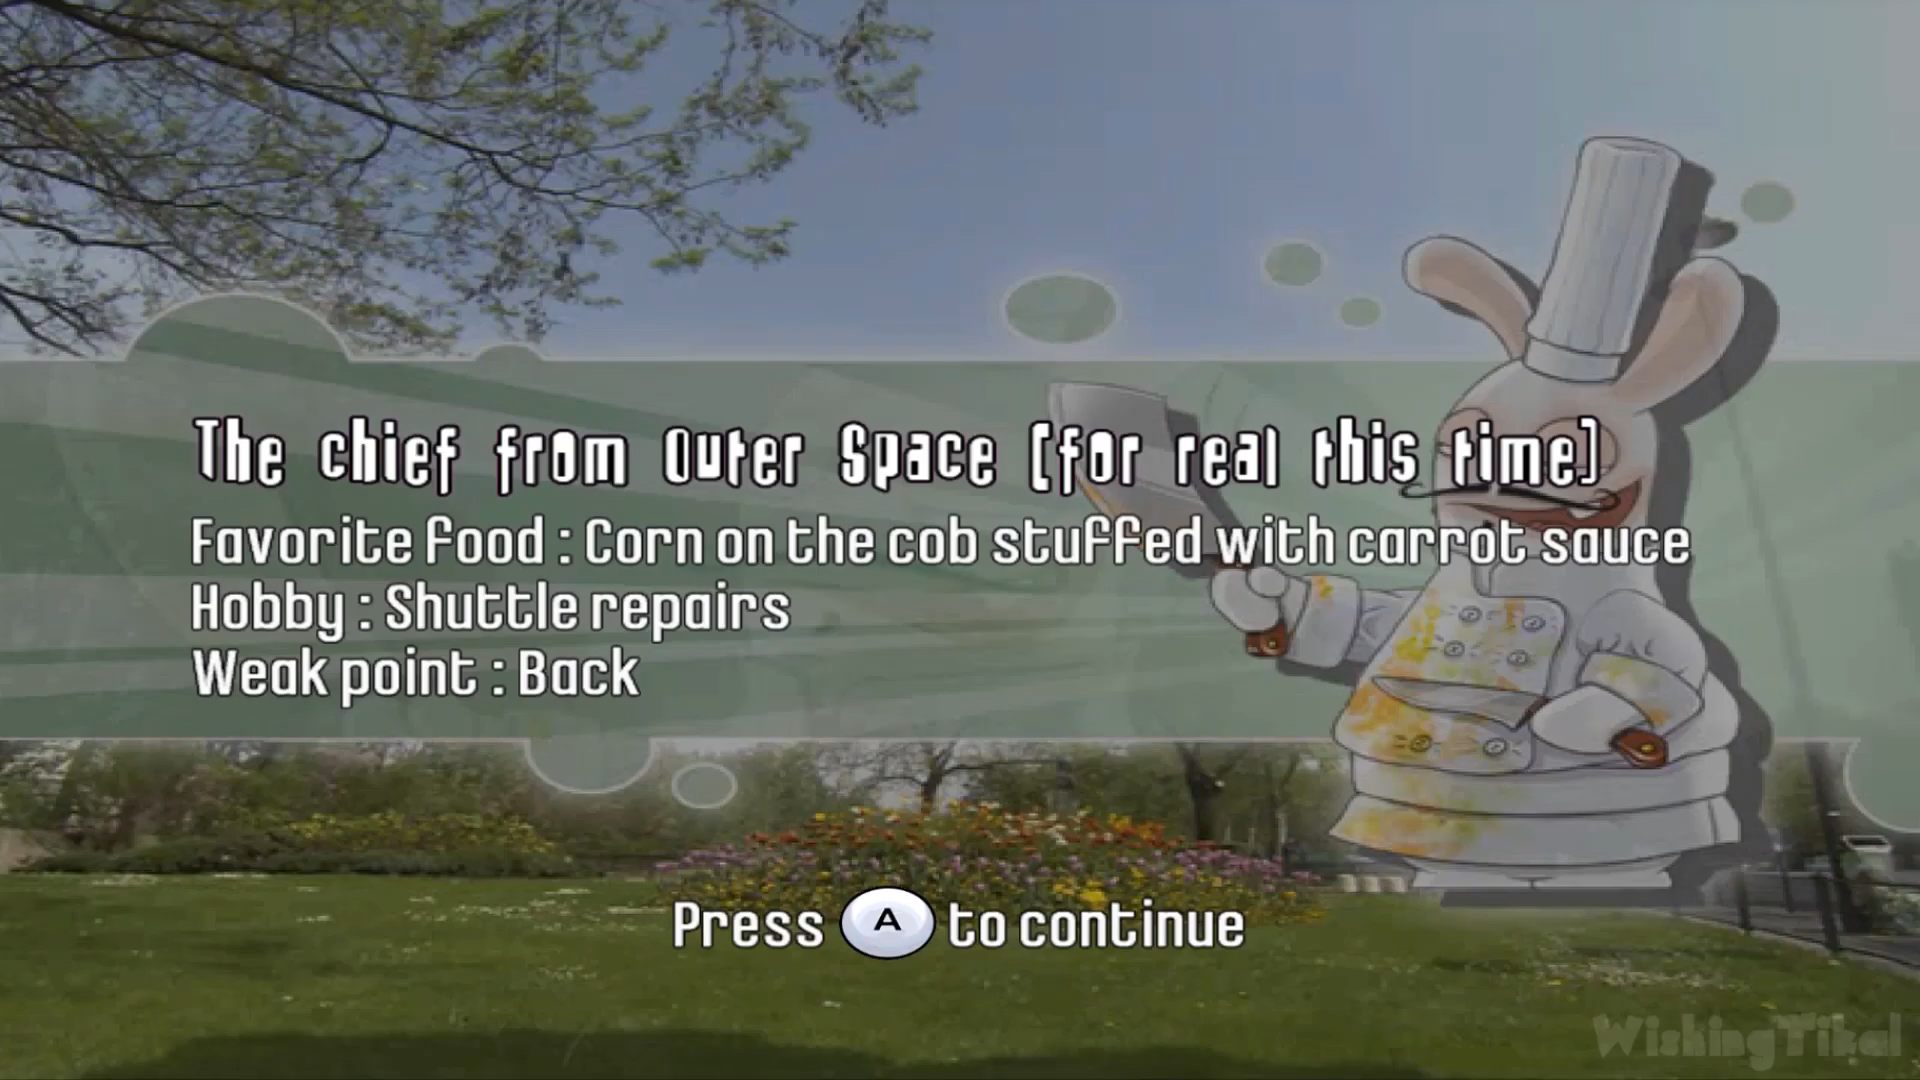 The chief from Outer Space (for real this time)
Favorite food : Corn on the cob stuffed with carrot sauce
Hobby : Shuttle repairs
Weak point : Back
Press A to continue
WishingTikal